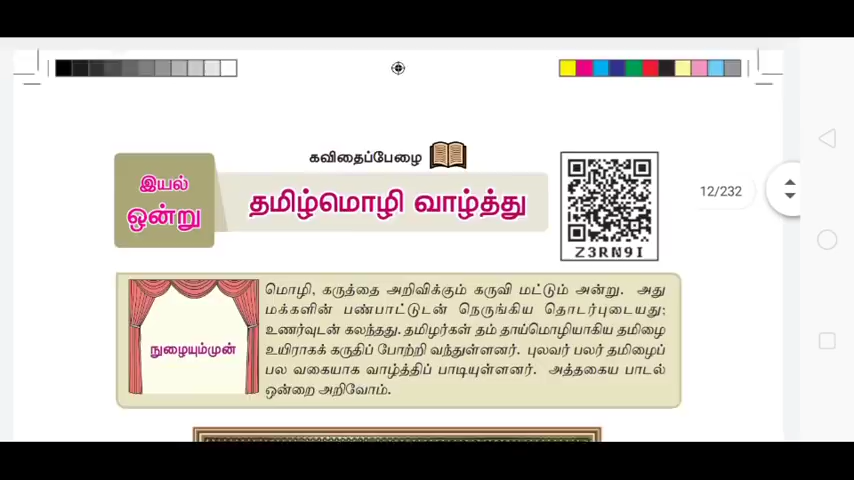 கவிதைப்பேழை
இயல்
ஒன்று
தமிழ்மொழி வாழ்த்து
12/232
Z3RN9I
நுழையும்முன்
மொழி, கருத்தை அறிவிக்கும் கருவி மட்டும் அன்று. அது
மக்களின் பண்பாட்டுடன் நெருங்கிய தொடர்புடையது;
உணர்வுடன் கலந்தது. தமிழர்கள் தம் தாய்மொழியாகிய தமிழை
உயிராகக் கருதிப் போற்றி வந்துள்ளனர். புலவர் பலர் தமிழைப்
பல வகையாக வாழ்த்திப் பாடியுள்ளனர். அத்தகைய பாடல்
ஒன்றை அறிவோம்.